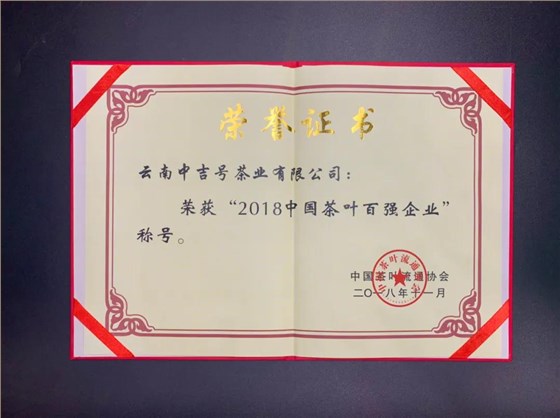 荣誉证书
云南中吉号茶业有限公司：
荣获“2018中国茶叶百强企业”
称号。
中国茶叶流通协会
二〇一八年十一月